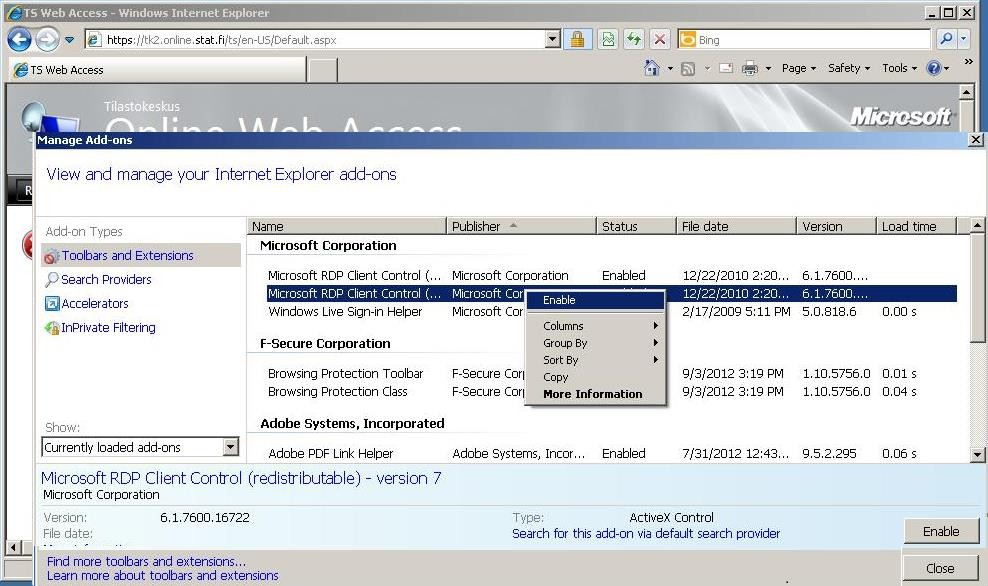 TS Web Access - Windows Internet Explorer
https://tk2.online.stat.fi/ts/en-US/Default.aspx
Bing
TS Web Access
Page Safety Tools
Tilastokeskus
Online Web Access
Microsoft
Manage Add-ons
View and manage your Internet Explorer add-ons
Add-on Types
Toolbars and Extensions
Search Providers
Accelerators
InPrivate Filtering
Show:
Currently loaded add-ons
Name Publisher Status File date Version Load time
Microsoft Corporation
Microsoft RDP Client Control (... Microsoft Corporation Enabled 12/22/2010 2:20... 6.1.7600....
Microsoft RDP Client Control (... Microsoft Cor 12/22/2010 2:20... 6.1.7600....
Windows Live Sign-in Helper Microsoft Cor 2/17/2009 5:11 PM 5.0.818.6 0.00 s
F-Secure Corporation
Browsing Protection Toolbar F-Secure Corp 9/3/2012 3:19 PM 1.10.5756.0 0.01 s
Browsing Protection Class F-Secure Corp 9/3/2012 3:19 PM 1.10.5756.0 0.04 s
Adobe Systems, Incorporated
Adobe PDF Link Helper Adobe Systems, Incor... Enabled 7/31/2012 12:43... 9.5.2.295 0.06 s
Enable
Columns
Group By
Sort By
Copy
More Information
Microsoft RDP Client Control (redistributable) - version 7
Microsoft Corporation
Version: 6.1.7600.16722
File date:
Type: ActiveX Control
Search for this add-on via default search provider
Enable
Find more toolbars and extensions...
Learn more about toolbars and extensions
Close